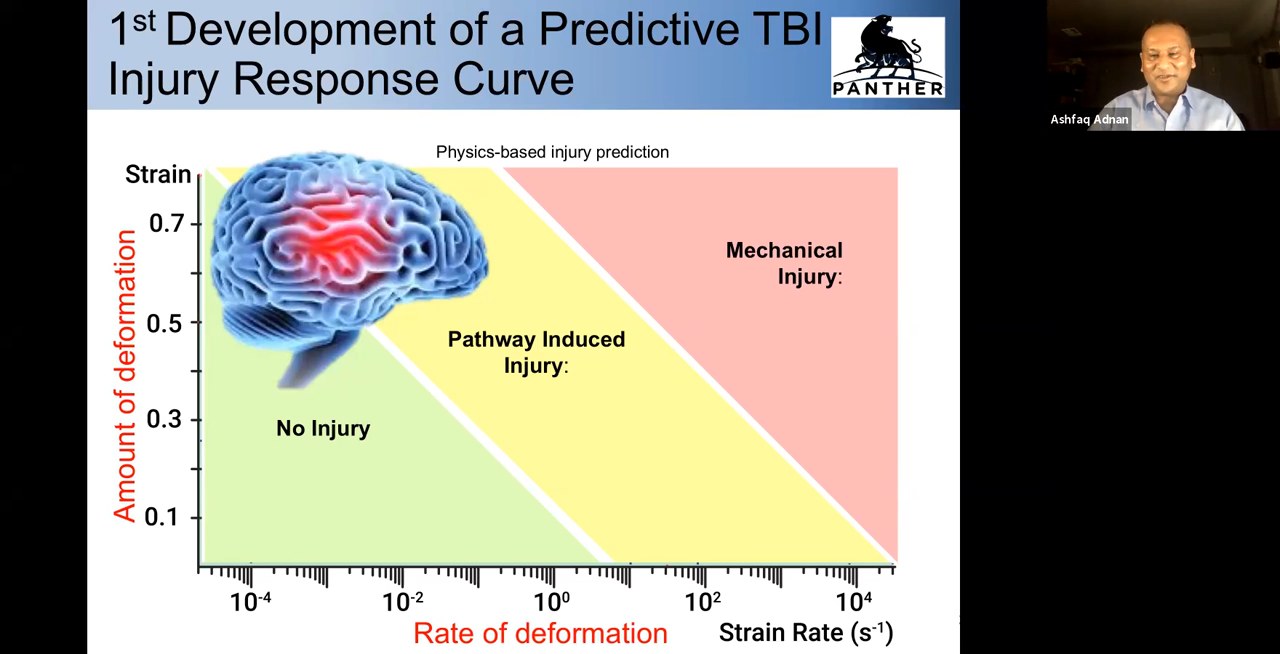 1st Development of a Predictive TBI
Injury Response Curve
PANTHER
Ashfaq Adnan
Physics-based injury prediction
Strain
0.7
0.5
0.3
0.1
Amount of deformation
Mechanical
Injury:
Pathway Induced
Injury:
No Injury
10-4
10-2
100
102
104
Rate of deformation
Strain Rate (s-1)